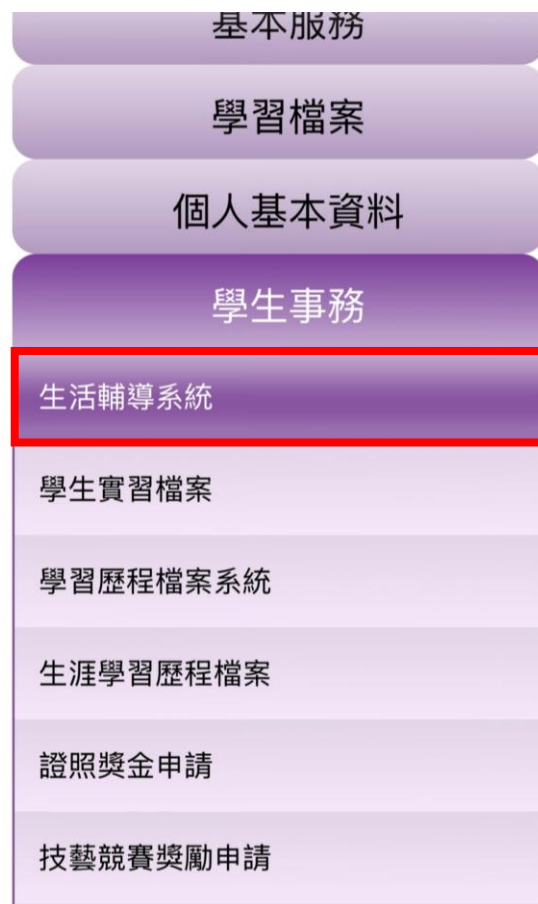 基本服務
學習檔案
個人基本資料
學生事務
生活輔導系統
學生實習檔案
學習歷程檔案系統
生涯學習歷程檔案
證照獎金申請
技藝競賽獎勵申請